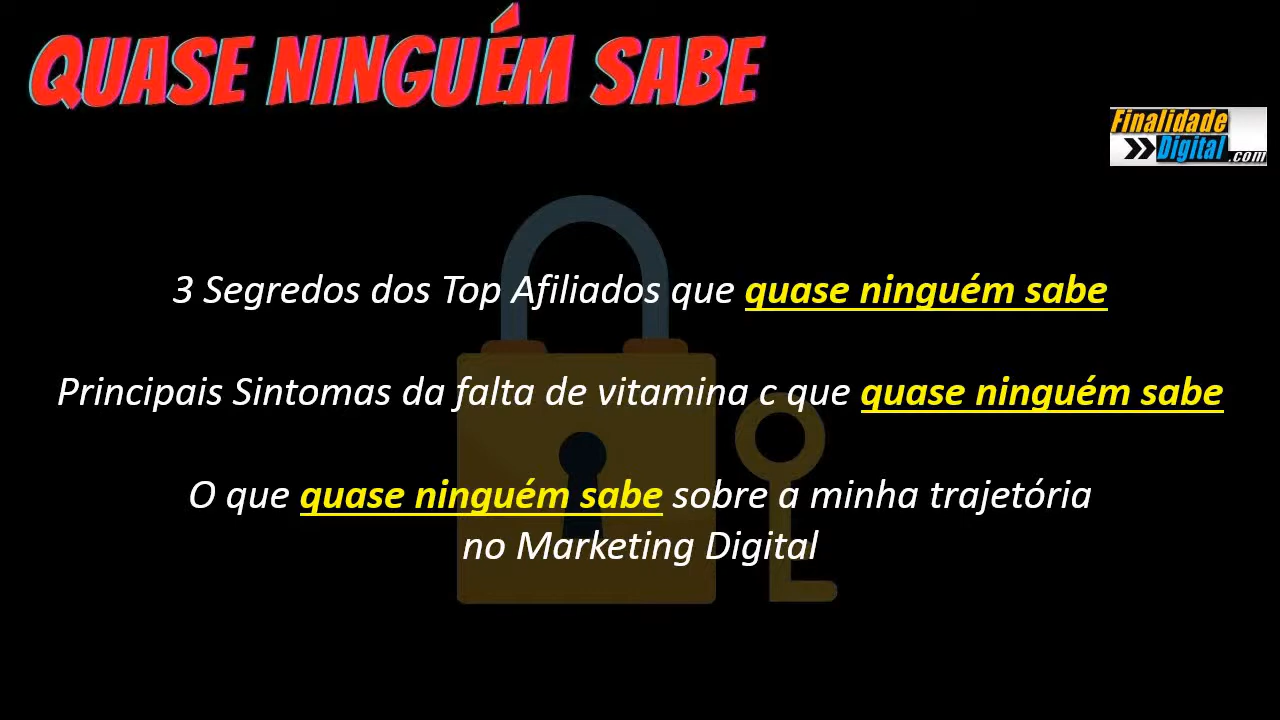 QUASE NINGUÉM SABE
Finalidade
Digital .com
3 Segredos dos Top Afiliados que quase ninguém sabe
Principais Sintomas da falta de vitamina c que quase ninguém sabe
O que quase ninguém sabe sobre a minha trajetória
no Marketing Digital